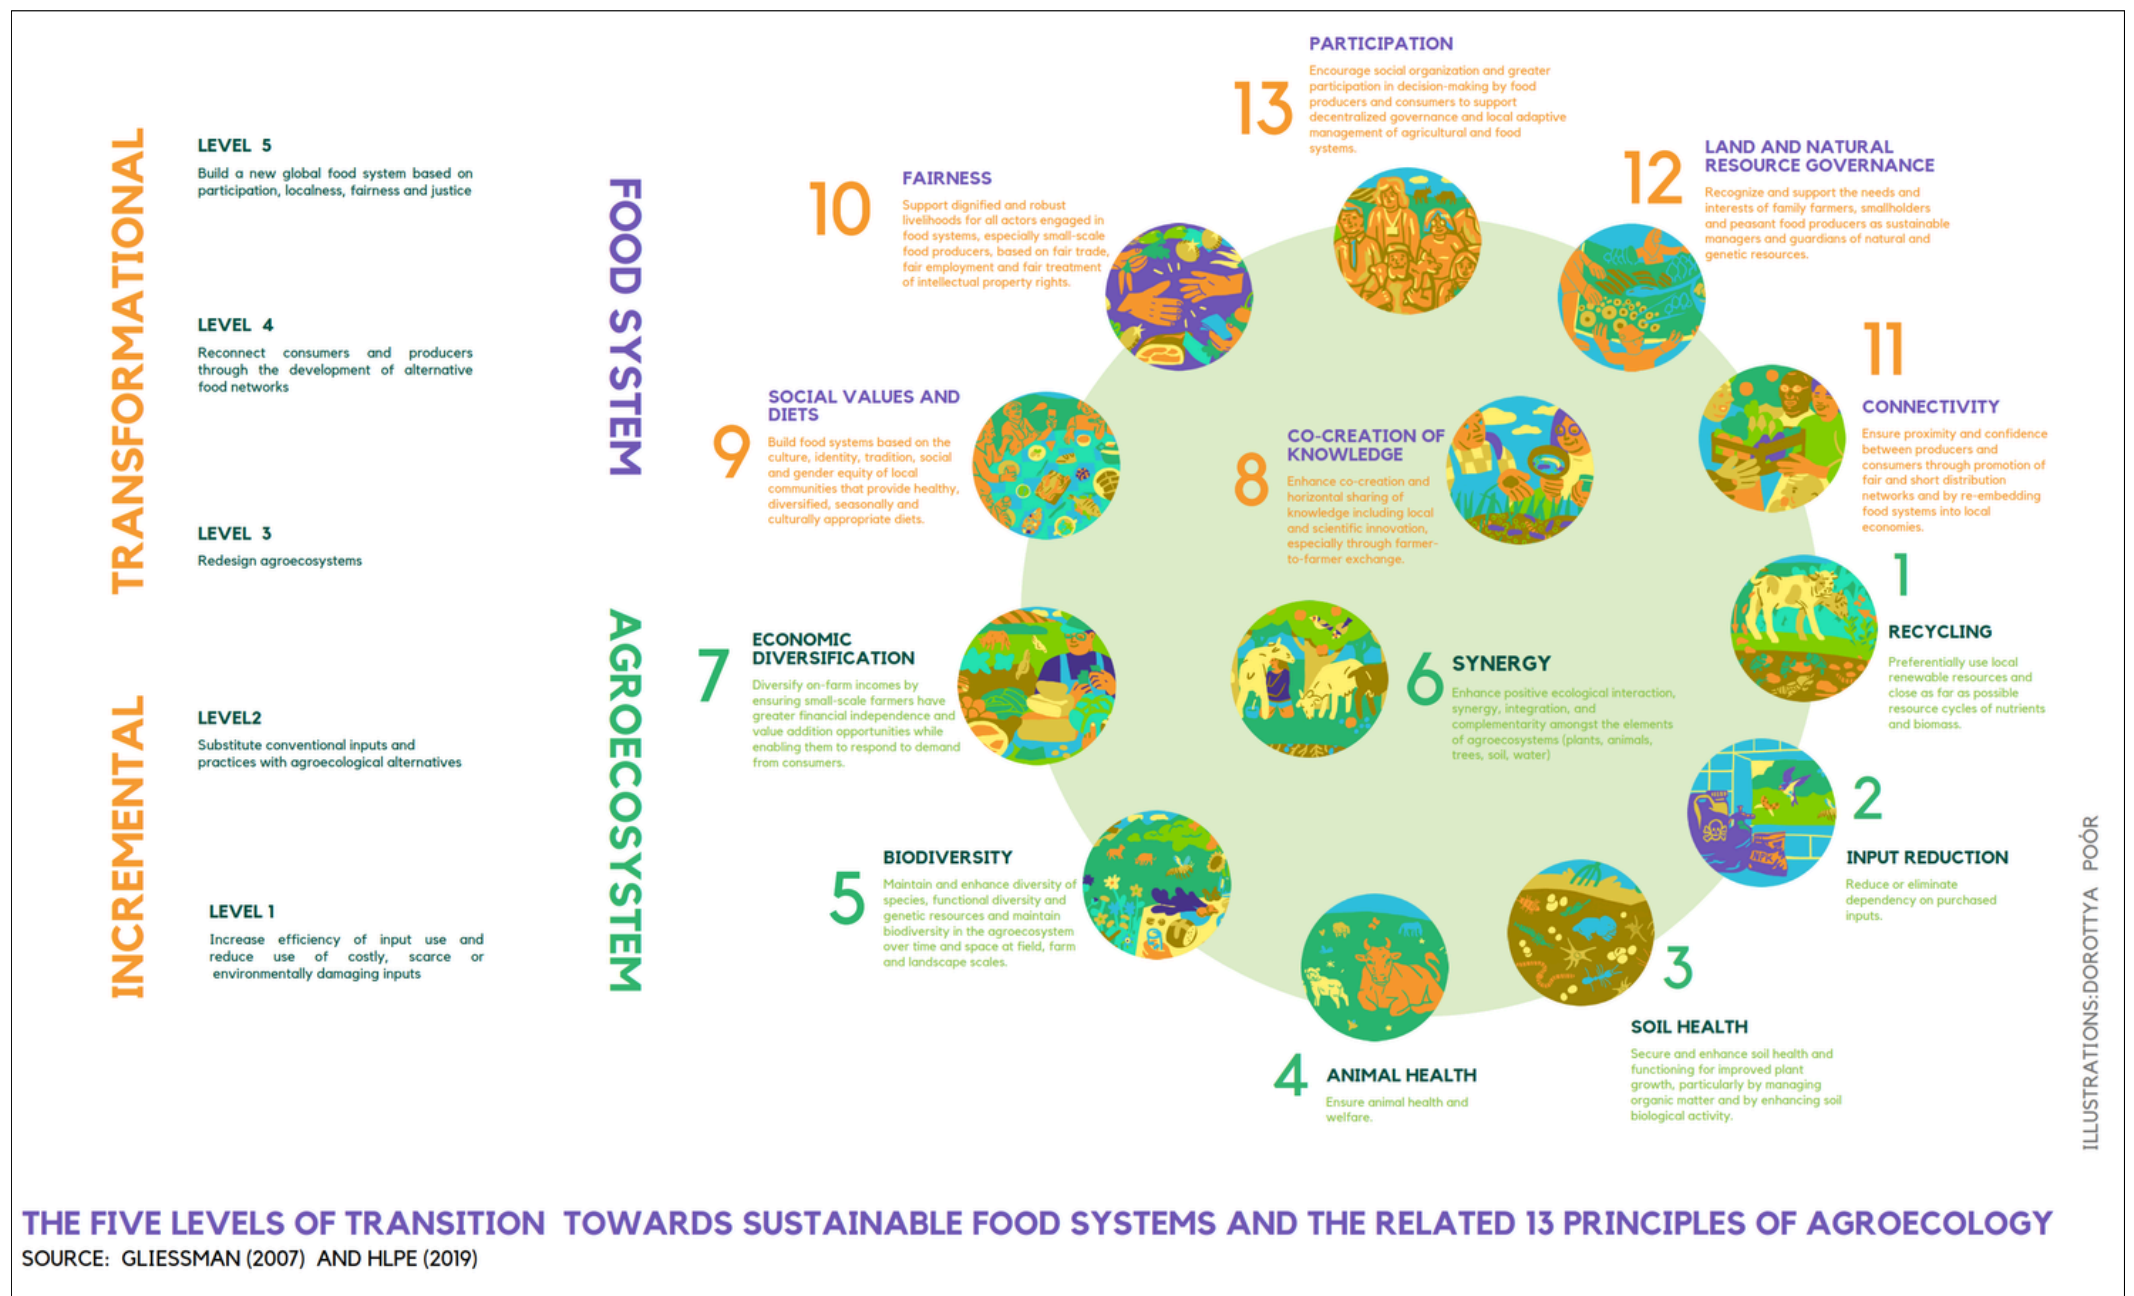 TRANSFORMATIONAL
INCREMENTAL
LEVEL 5
Build a new global food system based on
participation, localness, fairness and justice
LEVEL 4
Reconnect consumers and producers
through the development of alternative
food networks
LEVEL 3
Redesign agroecosystems
LEVEL2
Substitute conventional inputs and
practices with agroecological alternatives
LEVEL 1
Increase efficiency of input use and
reduce use of costly, scarce or
environmentally damaging inputs
FOOD SYSTEM
AGROECOSYSTEM
13
PARTICIPATION
Encourage social organization and greater
participation in decision-making by food
producers and consumers to support
decentralized governance and local adaptive
management of agricultural and food
systems.
12
LAND AND NATURAL
RESOURCE GOVERNANCE
Recognize and support the needs and
interests of family farmers, smallholders
and peasant food producers as sustainable
managers and guardians of natural and
genetic resources.
10
FAIRNESS
Support dignified and robust
livelihoods for all actors engaged in
food systems, especially small-scale
food producers, based on fair trade,
fair employment and fair treatment
of intellectual property rights.
11
CONNECTIVITY
Ensure proximity and confidence
between producers and
consumers through promotion of
fair and short distribution
networks and by re-embedding
food systems into local
economies.
9
SOCIAL VALUES AND
DIETS
Build food systems based on the
culture, identity, tradition, social
and gender equity of local
communities that provide healthy,
diversified, seasonally and
culturally appropriate diets.
8
CO-CREATION OF
KNOWLEDGE
Enhance co-creation and
horizontal sharing of
knowledge including local
and scientific innovation,
especially through farmer-
to-farmer exchange.
1
RECYCLING
Preferentially use local
renewable resources and
close as far as possible
resource cycles of nutrients
and biomass.
7
ECONOMIC
DIVERSIFICATION
Diversify on-farm incomes by
ensuring small-scale farmers have
greater financial independence and
value addition opportunities while
enabling them to respond to demand
from consumers.
6
SYNERGY
Enhance positive ecological interaction,
synergy, integration, and
complementarity amongst the elements
of agroecosystems (plants, animals,
trees, soil, water)
2
INPUT REDUCTION
Reduce or eliminate
dependency on purchased
inputs.
NPK
5
BIODIVERSITY
Maintain and enhance diversity of
species, functional diversity and
genetic resources and maintain
biodiversity in the agroecosystem
over time and space at field, farm
and landscape scales.
3
SOIL HEALTH
Secure and enhance soil health and
functioning for improved plant
growth, particularly by managing
organic matter and by enhancing soil
biological activity.
4
ANIMAL HEALTH
Ensure animal health and
welfare.
ILLUSTRATIONS:DOROTTYA POÓR
THE FIVE LEVELS OF TRANSITION TOWARDS SUSTAINABLE FOOD SYSTEMS AND THE RELATED 13 PRINCIPLES OF AGROECOLOGY
SOURCE: GLIESSMAN (2007) AND HLPE (2019)